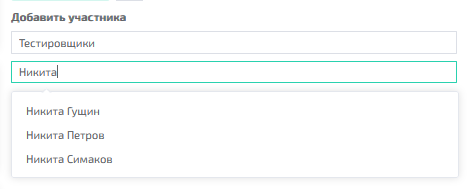 Добавить участника
Тестировщики
Никита
Никита Гущин
Никита Петров
Никита Симаков